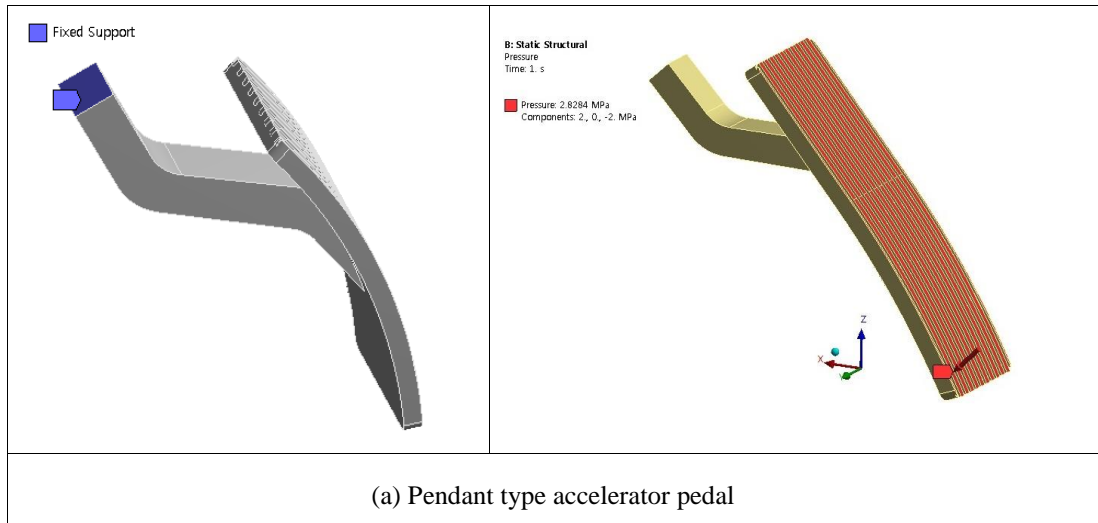 Fixed Support
B: Static Structural
Pressure
Time: 1. s
Pressure: 2.8284 MPa
Components: 2., 0., -2. MPa
Z
X
Y
(a) Pendant type accelerator pedal